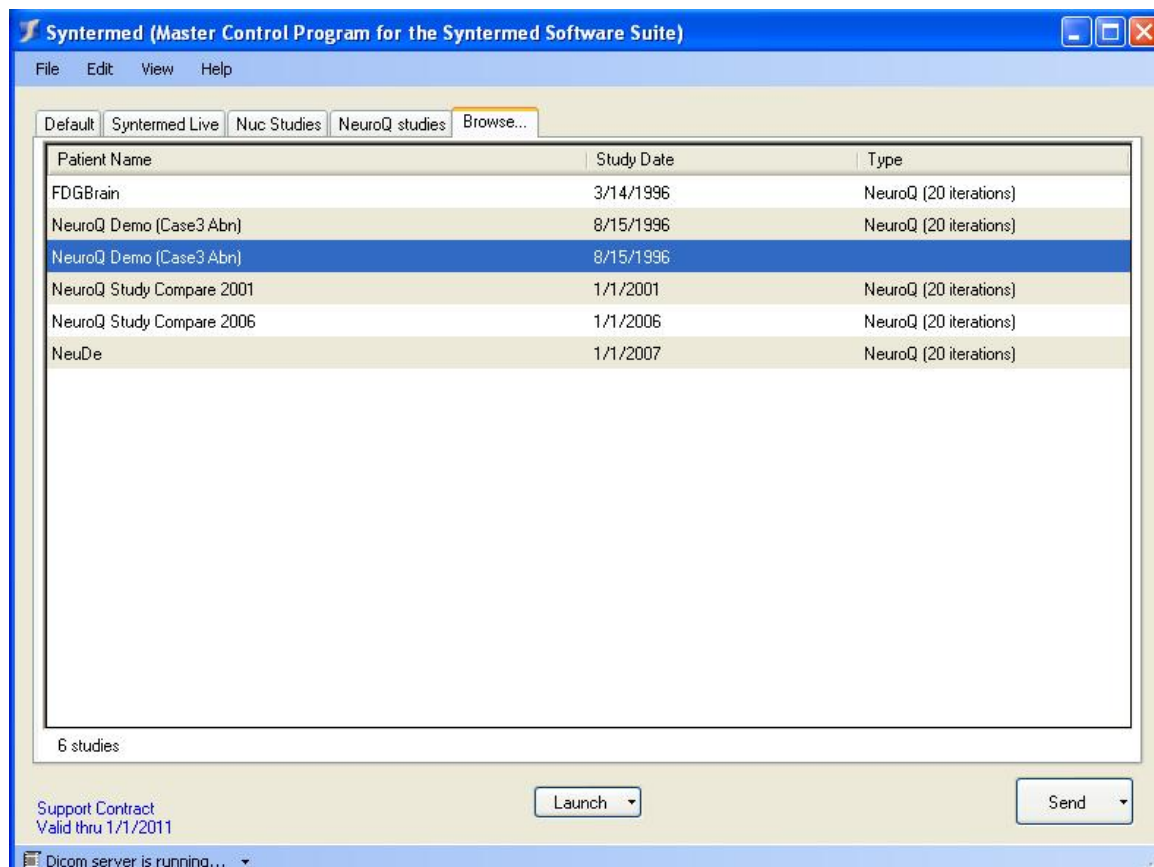 Syntermed (Master Control Program for the Syntermed Software Suite)
File Edit View Help
Default Syntermed Live Nuc Studies NeuroQ studies Browse...
Patient Name Study Date Type
FDGBrain 3/14/1996 NeuroQ (20 iterations)
NeuroQ Demo (Case3 Abn) 8/15/1996 NeuroQ (20 iterations)
NeuroQ Demo (Case3 Abn) 8/15/1996
NeuroQ Study Compare 2001 1/1/2001 NeuroQ (20 iterations)
NeuroQ Study Compare 2006 1/1/2006 NeuroQ (20 iterations)
NeuDe 1/1/2007 NeuroQ (20 iterations)
6 studies
Support Contract
Valid thru 1/1/2011
Launch Send
Dicom server is running...